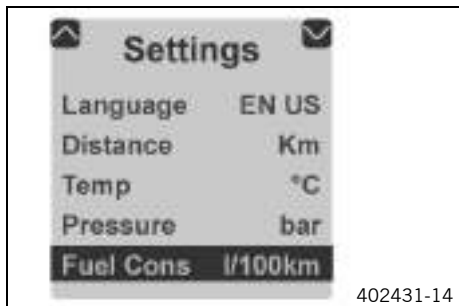 Settings
Language EN US
Distance Km
Temp °C
Pressure bar
Fuel Cons l/100km
402431-14